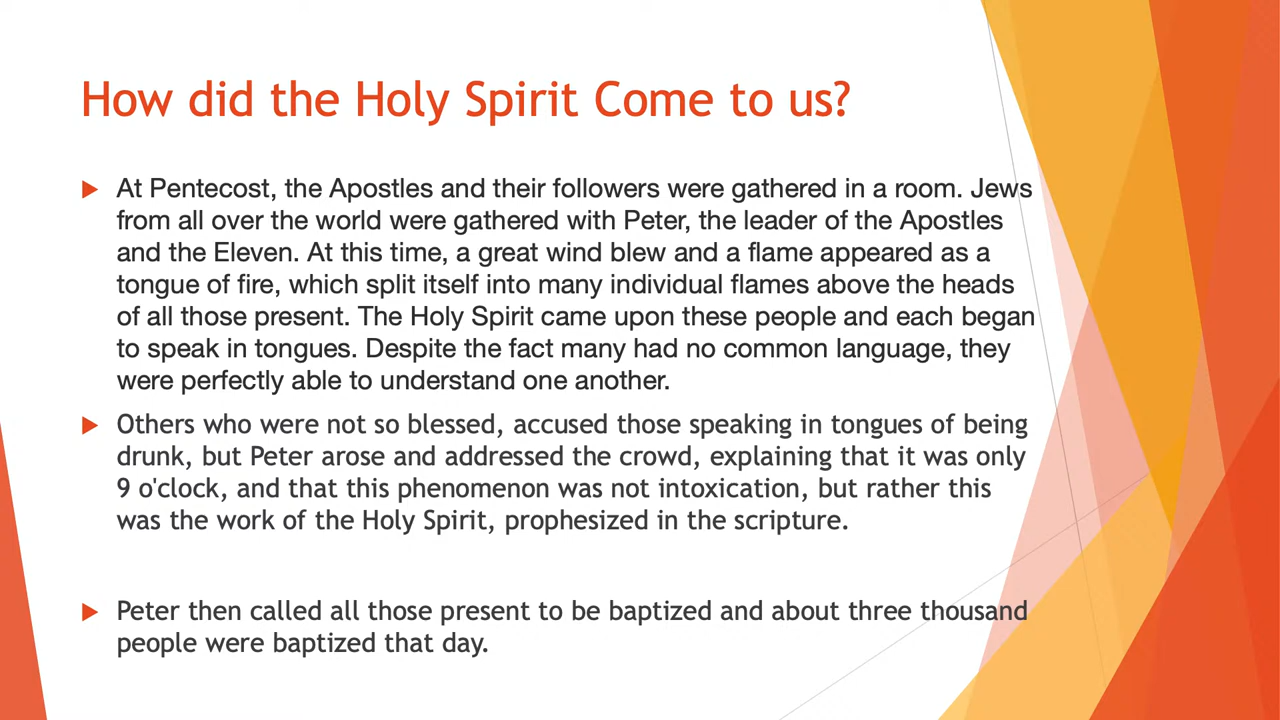 How did the Holy Spirit Come to us?
At Pentecost, the Apostles and their followers were gathered in a room. Jews
from all over the world were gathered with Peter, the leader of the Apostles
and the Eleven. At this time, a great wind blew and a flame appeared as a
tongue of fire, which split itself into many individual flames above the heads
of all those present. The Holy Spirit came upon these people and each began
to speak in tongues. Despite the fact many had no common language, they
were perfectly able to understand one another.
Others who were not so blessed, accused those speaking in tongues of being
drunk, but Peter arose and addressed the crowd, explaining that it was only
9 o'clock, and that this phenomenon was not intoxication, but rather this
was the work of the Holy Spirit, prophesized in the scripture.
Peter then called all those present to be baptized and about three thousand
people were baptized that day.